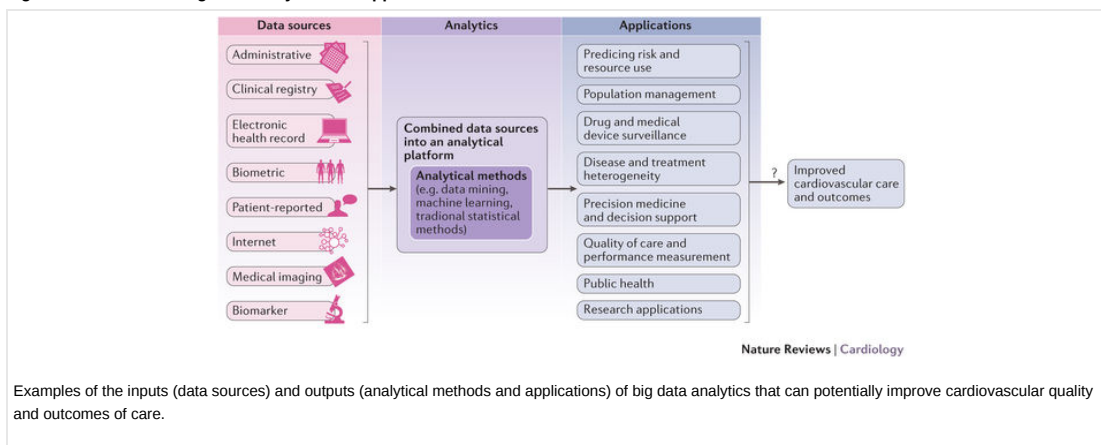 Data sources
Analytics
Applications
Administrative
Clinical registry
Electronic
health record
Biometric
Patient-reported
Internet
Medical imaging
Biomarker
Combined data sources
into an analytical
platform
Analytical methods
(e.g. data mining,
machine learning,
tradional statistical
methods)
Predicing risk and
resource use
Population management
Drug and medical
device surveillance
Disease and treatment
heterogeneity
Precision medicine
and decision support
Quality of care and
performance measurement
Public health
Research applications
?
Improved
cardiovascular care
and outcomes
Nature Reviews | Cardiology
Examples of the inputs (data sources) and outputs (analytical methods and applications) of big data analytics that can potentially improve cardiovascular quality
and outcomes of care.